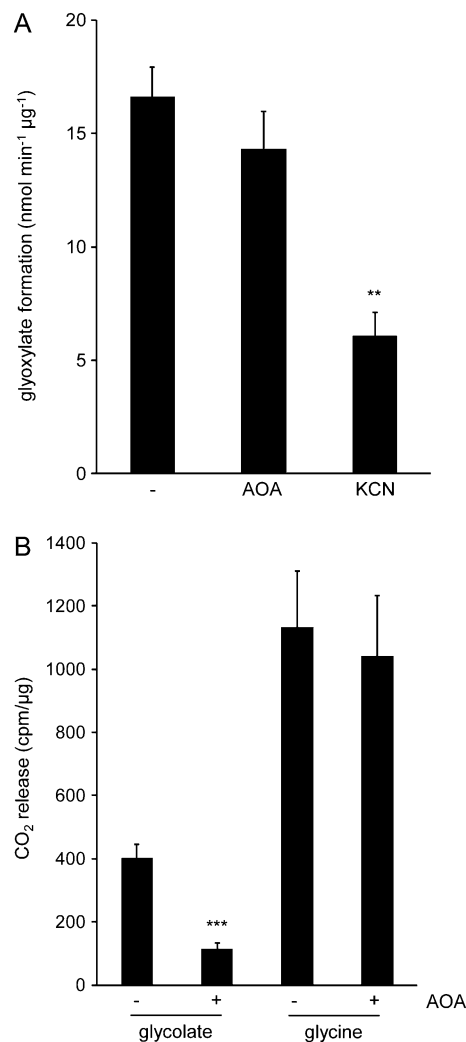 A
glyoxylate formation (nmol min⁻¹ µg⁻¹)
20
15
10
5
0
**
- AOA KCN
B
CO₂ release (cpm/µg)
1400
1200
1000
800
600
400
200
0
***
- + - + AOA
glycolate glycine